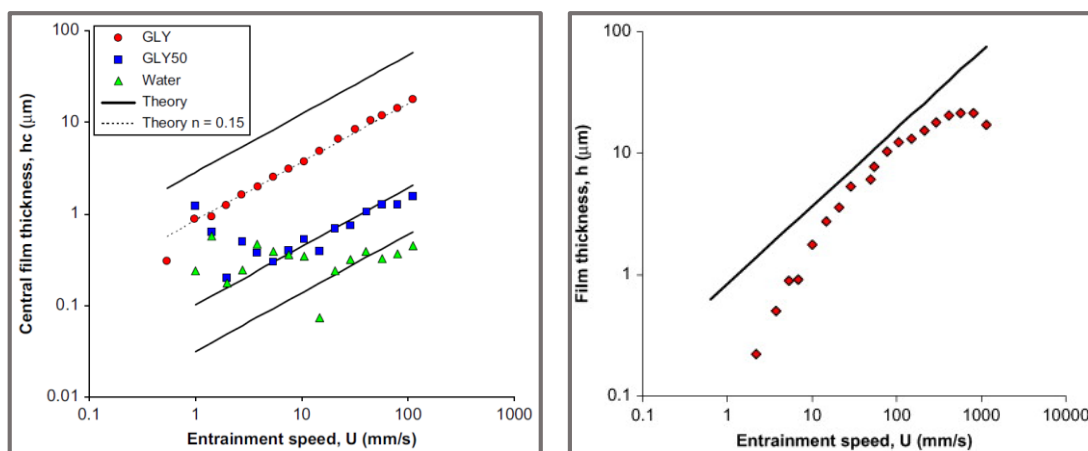 100
10
1
0.1
0.01
0.1
1
10
100
1000
Central film thickness, hc (μm)
Entrainment speed, U (mm/s)
GLY
GLY50
Water
Theory
Theory n = 0.15
100
10
1
0.1
0.1
1
10
100
1000
10000
Film thickness, h (μm)
Entrainment speed, U (mm/s)